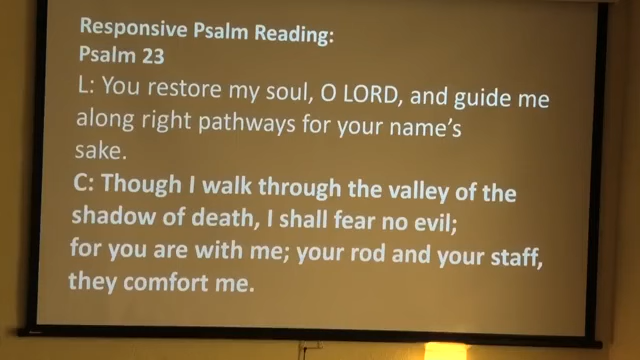 Responsive Psalm Reading:
Psalm 23
L: You restore my soul, O LORD, and guide me
along right pathways for your name's
sake.
C: Though I walk through the valley of the
shadow of death, I shall fear no evil;
for you are with me; your rod and your staff,
they comfort me.